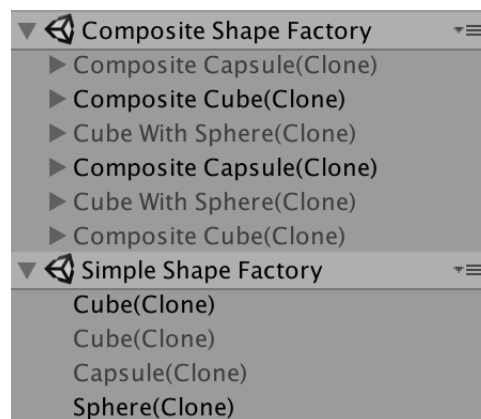 Composite Shape Factory
Composite Capsule(Clone)
Composite Cube(Clone)
Cube With Sphere(Clone)
Composite Capsule(Clone)
Cube With Sphere(Clone)
Composite Cube(Clone)
Simple Shape Factory
Cube(Clone)
Cube(Clone)
Capsule(Clone)
Sphere(Clone)